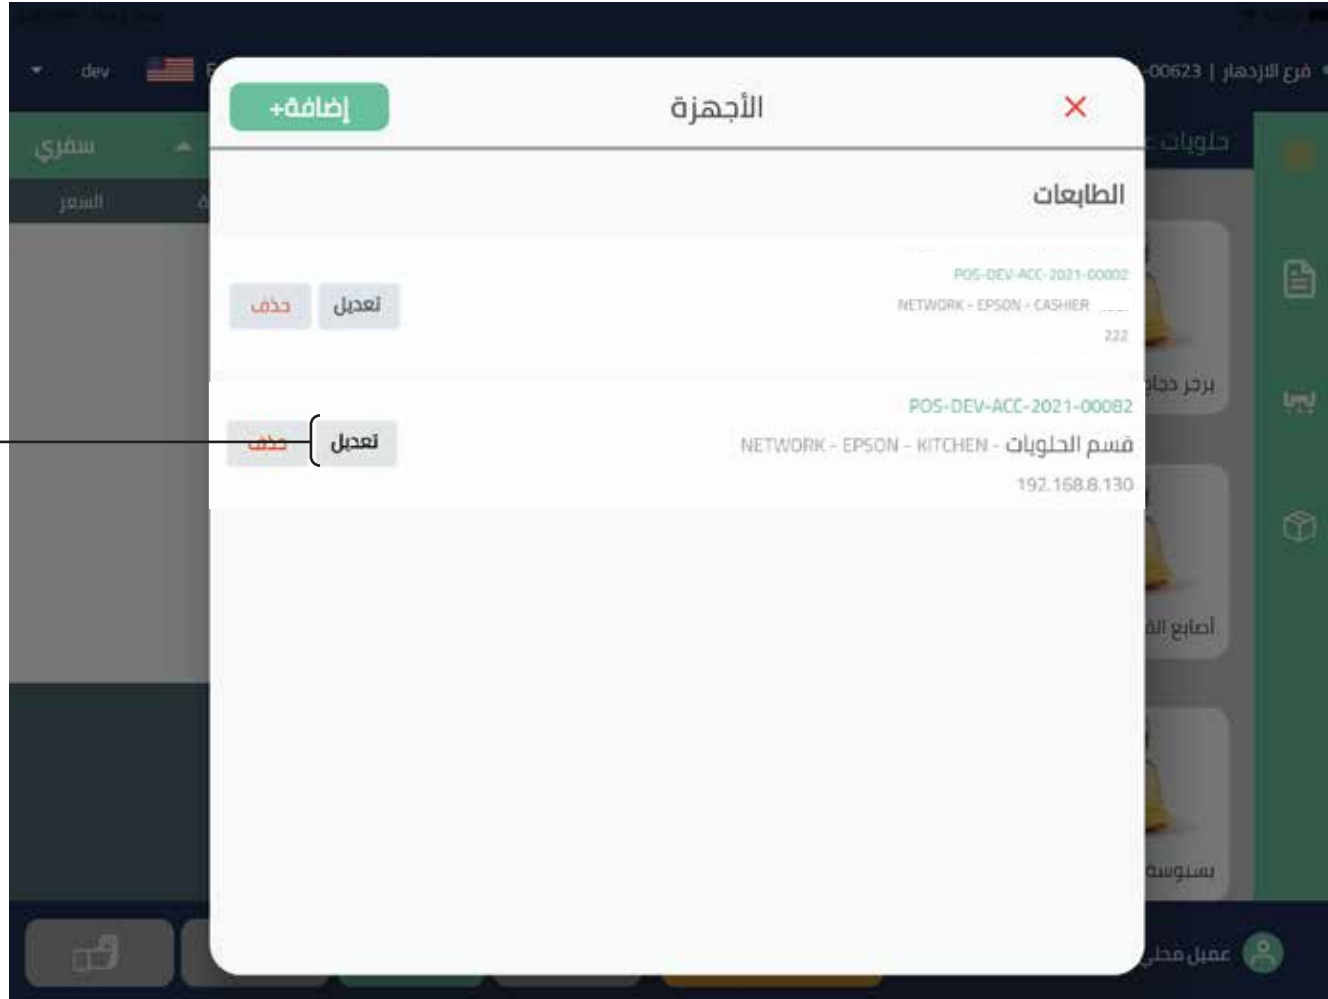 dev
فرع الازدهار | 00623-
إضافة+
الأجهزة
سفري
حلويات
السعر
الطابعات
POS-DEV-ACC-2021-00002
NETWORK - EPSON - CASHIER
222
تعديل
حذف
برجر دجاج
POS-DEV-ACC-2021-00082
قسم الحلويات - NETWORK - EPSON - KITCHEN
192.168.8.130
تعديل
حذف
أصابع
بسبوسة
عميل محلي